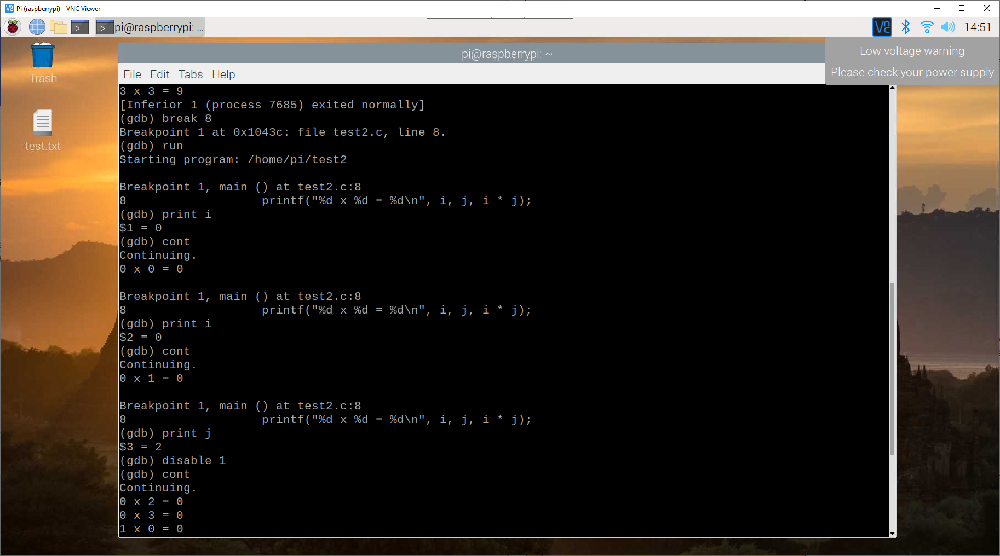 Pi (raspberrypi) - VNC Viewer
pi@raspberrypi: ...
14:51
Low voltage warning
Please check your power supply
Trash
test.txt
pi@raspberrypi: ~
File Edit Tabs Help
3 x 3 = 9
[Inferior 1 (process 7685) exited normally]
(gdb) break 8
Breakpoint 1 at 0x1043c: file test2.c, line 8.
(gdb) run
Starting program: /home/pi/test2
Breakpoint 1, main () at test2.c:8
8                   printf("%d x %d = %d\n", i, j, i * j);
(gdb) print i
$1 = 0
(gdb) cont
Continuing.
0 x 0 = 0
Breakpoint 1, main () at test2.c:8
8                   printf("%d x %d = %d\n", i, j, i * j);
(gdb) print i
$2 = 0
(gdb) cont
Continuing.
0 x 1 = 0
Breakpoint 1, main () at test2.c:8
8                   printf("%d x %d = %d\n", i, j, i * j);
(gdb) print j
$3 = 2
(gdb) disable 1
(gdb) cont
Continuing.
0 x 2 = 0
0 x 3 = 0
1 x 0 = 0